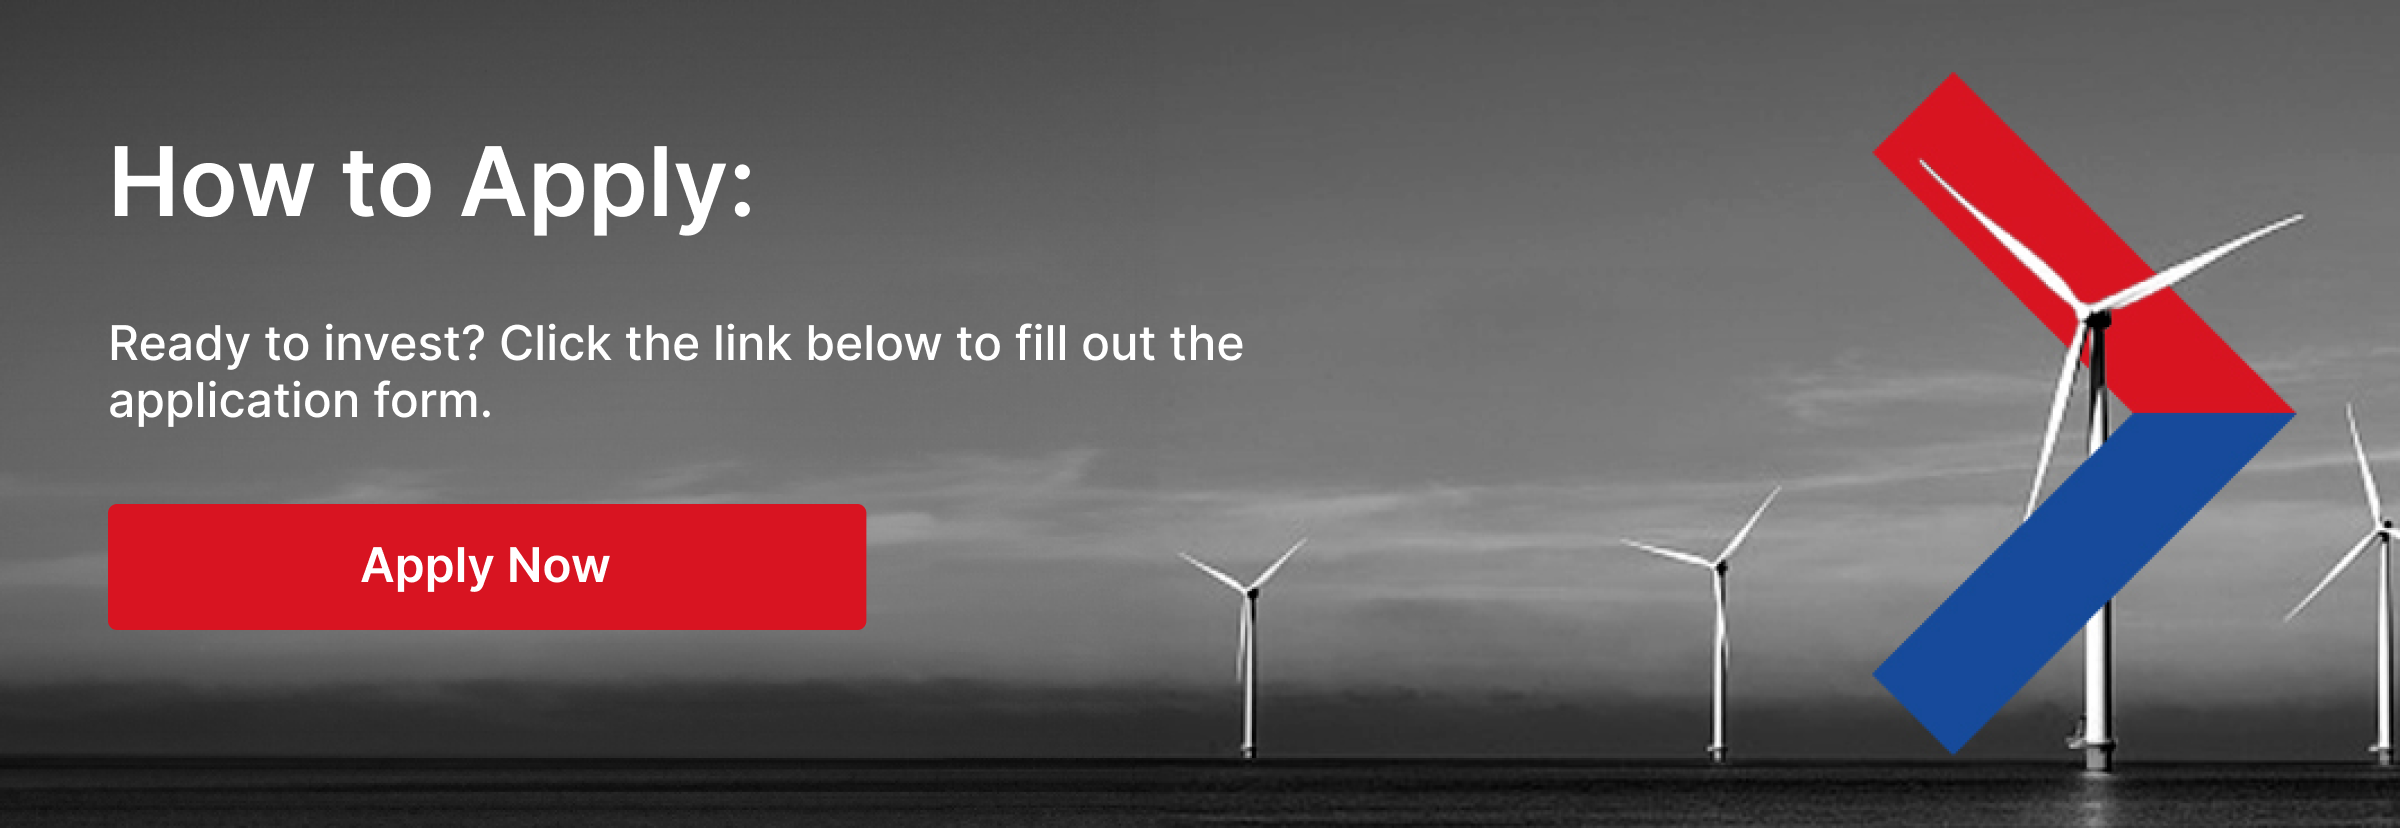 How to Apply:
Ready to invest? Click the link below to fill out the
application form.
Apply Now